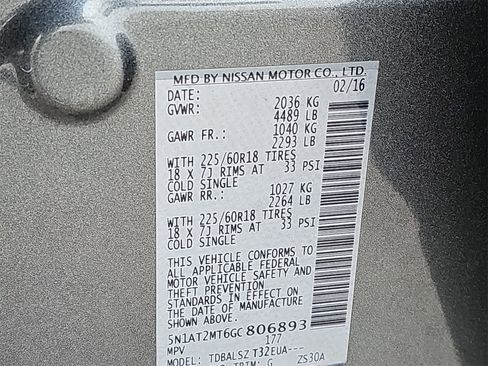 MFD BY NISSAN MOTOR CO., LTD.
DATE: 02/16
GVWR: 2036 KG
4489 LB
GAWR FR.: 1040 KG
2293 LB
WITH 225/60R18 TIRES
18 X 7J RIMS AT 33 PSI
COLD SINGLE
GAWR RR.: 1027 KG
2264 LB
WITH 225/60R18 TIRES
18 X 7J RIMS AT 33 PSI
COLD SINGLE
THIS VEHICLE CONFORMS TO
ALL APPLICABLE FEDERAL
MOTOR VEHICLE SAFETY AND
THEFT PREVENTION
STANDARDS IN EFFECT ON
THE DATE OF MANUFACTURE
SHOWN ABOVE.
5N1AT2MT6GC806893
MPV 177
MODEL: TDBALSZ T32EUA---
TRIM: G ZS30A